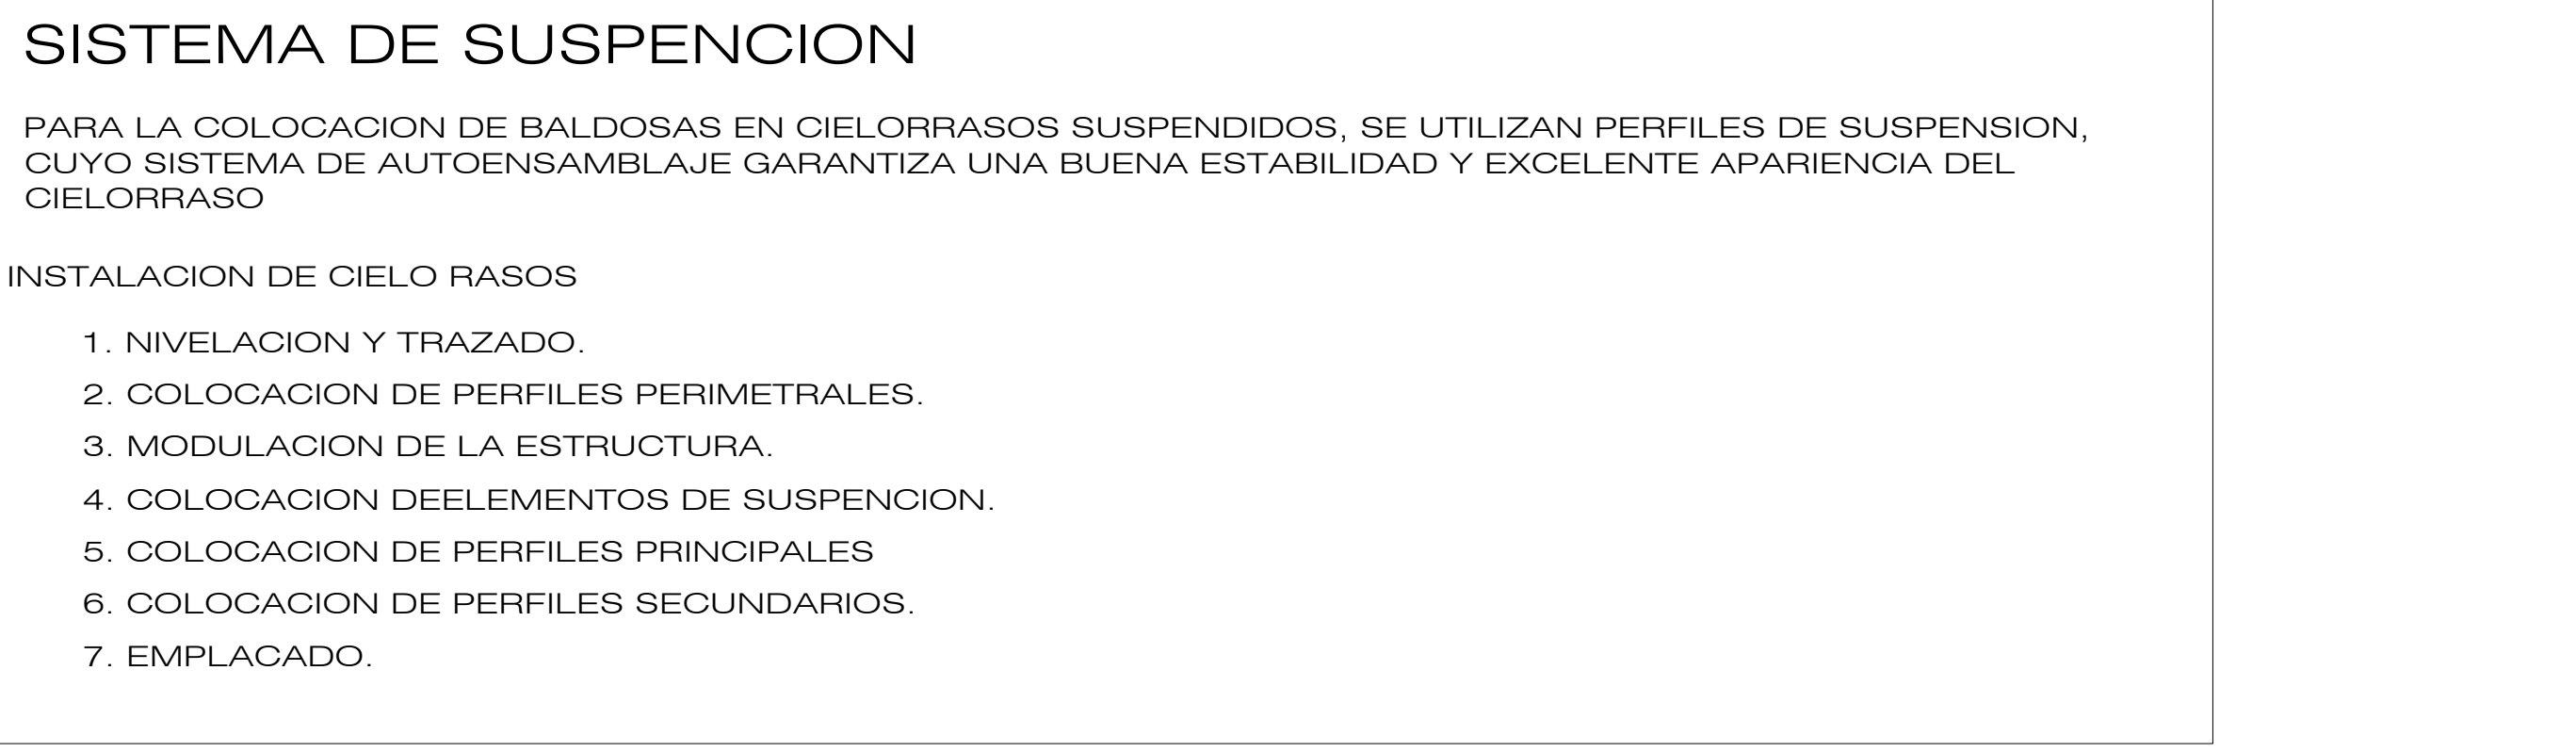 SISTEMA DE SUSPENCION
PARA LA COLOCACION DE BALDOSAS EN CIELORRASOS SUSPENDIDOS, SE UTILIZAN PERFILES DE SUSPENSION,
CUYO SISTEMA DE AUTOENSAMBLAJE GARANTIZA UNA BUENA ESTABILIDAD Y EXCELENTE APARIENCIA DEL
CIELORRASO
INSTALACION DE CIELO RASOS
1. NIVELACION Y TRAZADO.
2. COLOCACION DE PERFILES PERIMETRALES.
3. MODULACION DE LA ESTRUCTURA.
4. COLOCACION DEELEMENTOS DE SUSPENCION.
5. COLOCACION DE PERFILES PRINCIPALES
6. COLOCACION DE PERFILES SECUNDARIOS.
7. EMPLACADO.